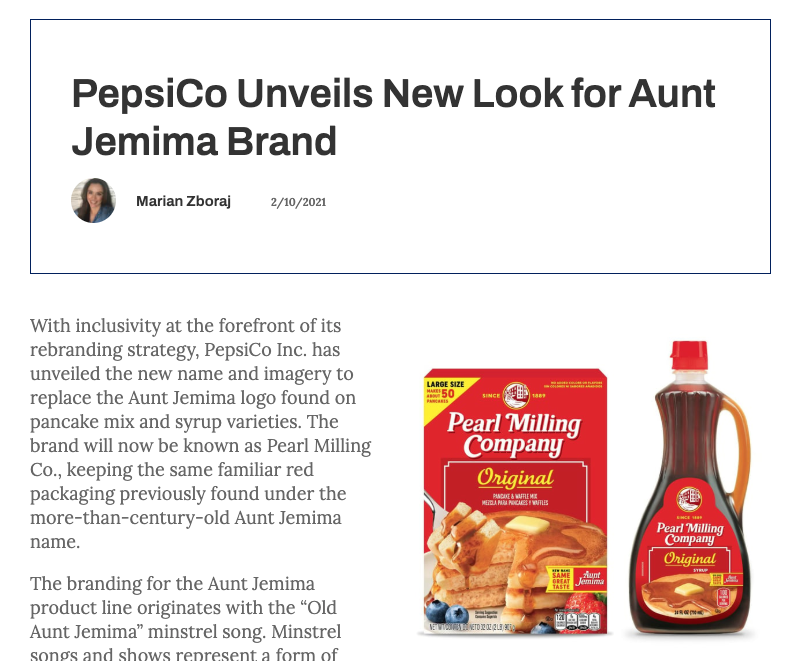 PepsiCo Unveils New Look for Aunt
Jemima Brand
Marian Zboraj 2/10/2021
With inclusivity at the forefront of its
rebranding strategy, PepsiCo Inc. has
unveiled the new name and imagery to
replace the Aunt Jemima logo found on
pancake mix and syrup varieties. The
brand will now be known as Pearl Milling
Co., keeping the same familiar red
packaging previously found under the
more-than-century-old Aunt Jemima
name.
The branding for the Aunt Jemima
product line originates with the “Old
Aunt Jemima” minstrel song. Minstrel
songs and shows represent a form of
LARGE SIZE
MAKES
ABOUT 50
PANCAKES
SINCE 1889
Pearl Milling
Company
Original
PANCAKE & WAFFLE MIX
MEZCLA PARA PANCAKES Y WAFFLES
NEW NAME
SAME
GREAT
TASTE
Aunt
Jemima
SINCE 1889
Pearl Milling
Company
Original
SYRUP